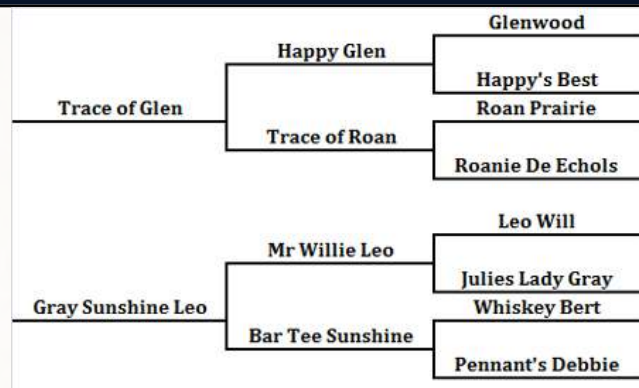 Glenwood
Happy Glen
Happy's Best
Trace of Glen
Roan Prairie
Trace of Roan
Roanie De Echols
Leo Will
Mr Willie Leo
Julies Lady Gray
Gray Sunshine Leo
Whiskey Bert
Bar Tee Sunshine
Pennant's Debbie